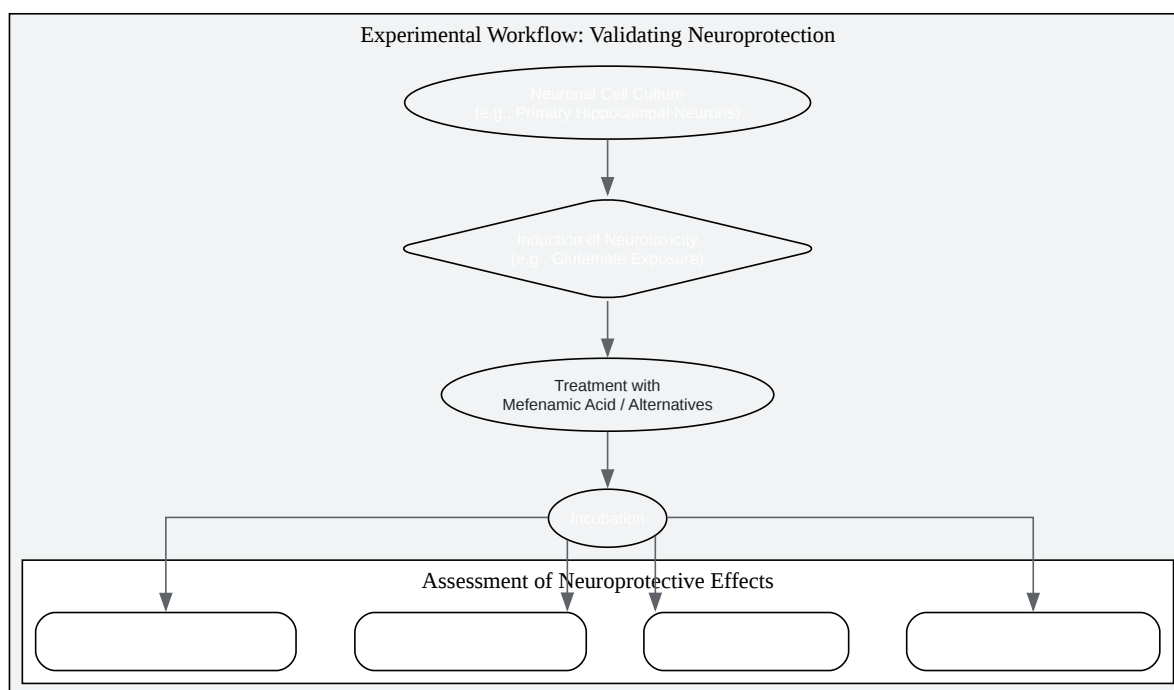 Experimental Workflow: Validating Neuroprotection
Neuronal Cell Culture
(e.g., Primary Hippocampal Neurons)
Induction of Neurotoxicity
(e.g., Glutamate Exposure)
Treatment with
Mefenamic Acid / Alternatives
Incubation
Assessment of Neuroprotective Effects